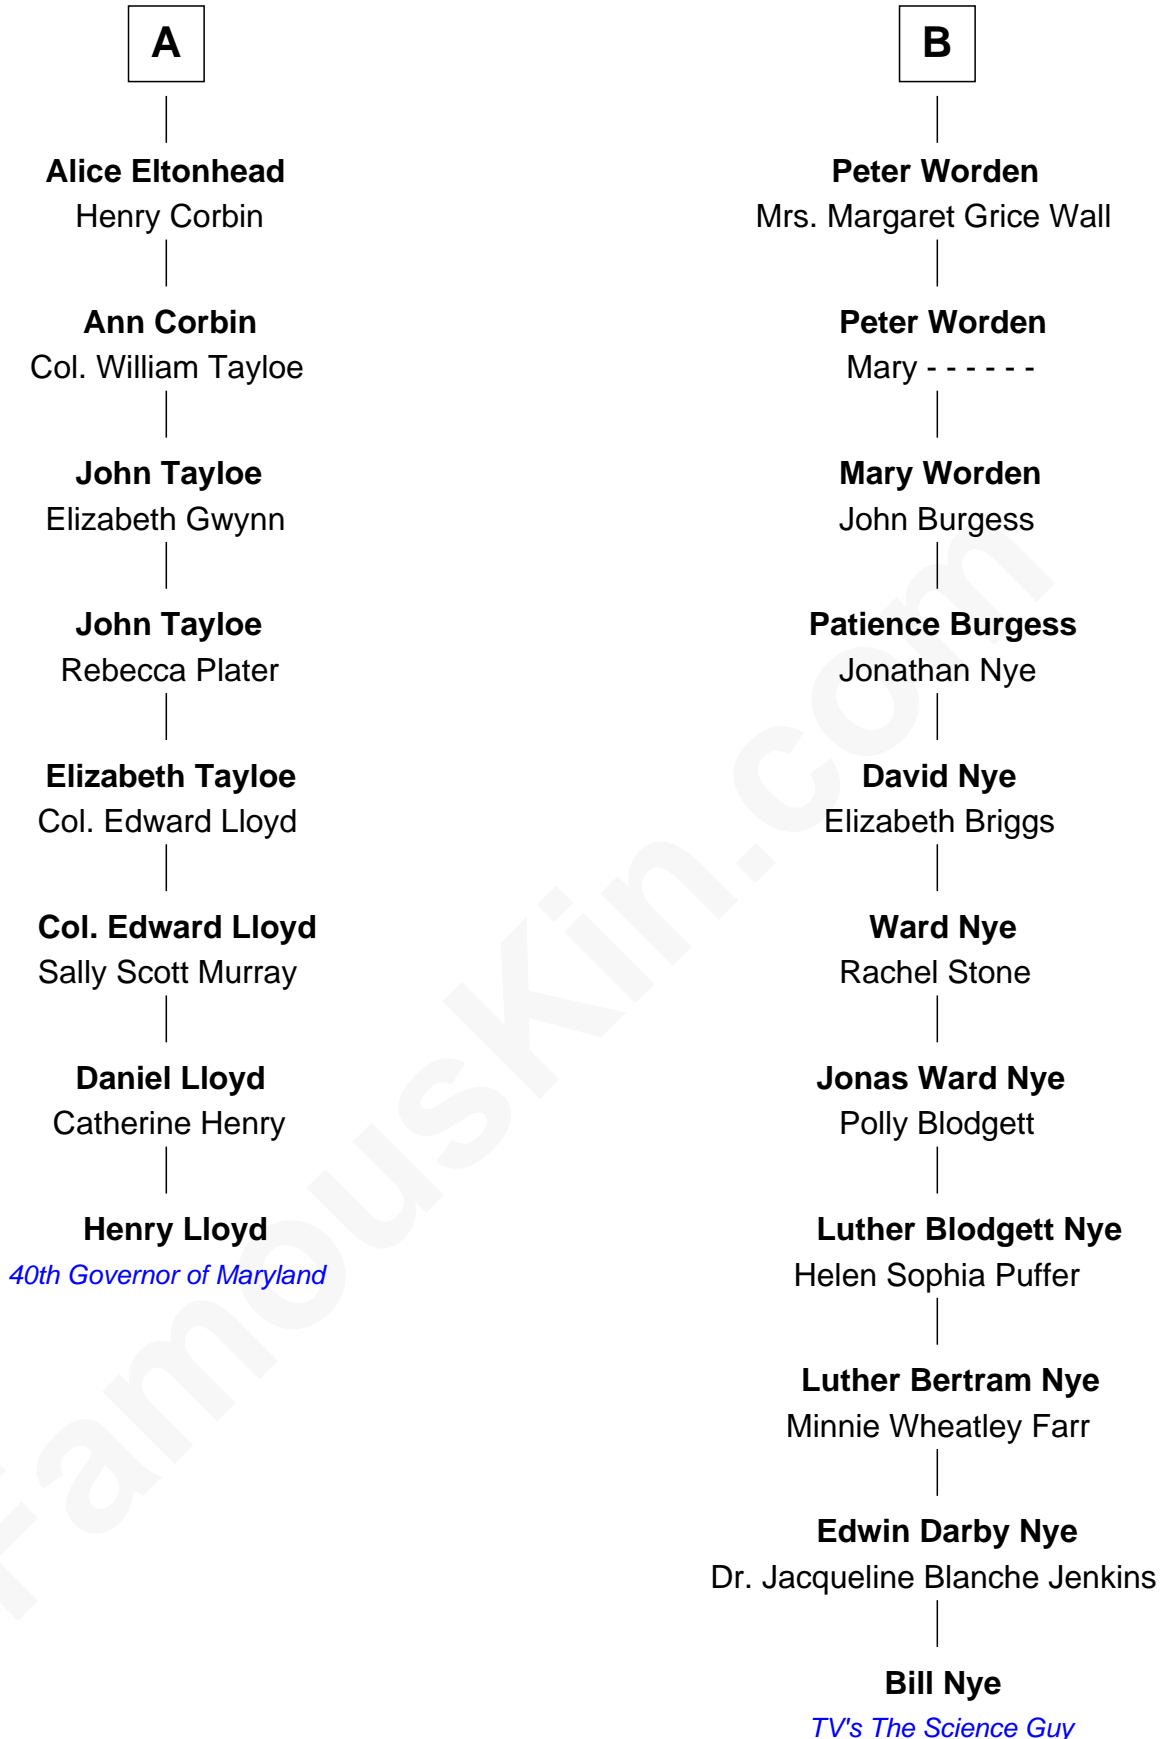 A
Alice Eltonhead
Henry Corbin
Ann Corbin
Col. William Tayloe
John Tayloe
Elizabeth Gwynn
John Tayloe
Rebecca Plater
Elizabeth Tayloe
Col. Edward Lloyd
Col. Edward Lloyd
Sally Scott Murray
Daniel Lloyd
Catherine Henry
Henry Lloyd
40th Governor of Maryland
B
Peter Worden
Mrs. Margaret Grice Wall
Peter Worden
Mary - - - - - -
Mary Worden
John Burgess
Patience Burgess
Jonathan Nye
David Nye
Elizabeth Briggs
Ward Nye
Rachel Stone
Jonas Ward Nye
Polly Blodgett
Luther Blodgett Nye
Helen Sophia Puffer
Luther Bertram Nye
Minnie Wheatley Farr
Edwin Darby Nye
Dr. Jacqueline Blanche Jenkins
Bill Nye
TV's The Science Guy
FamousKin.com